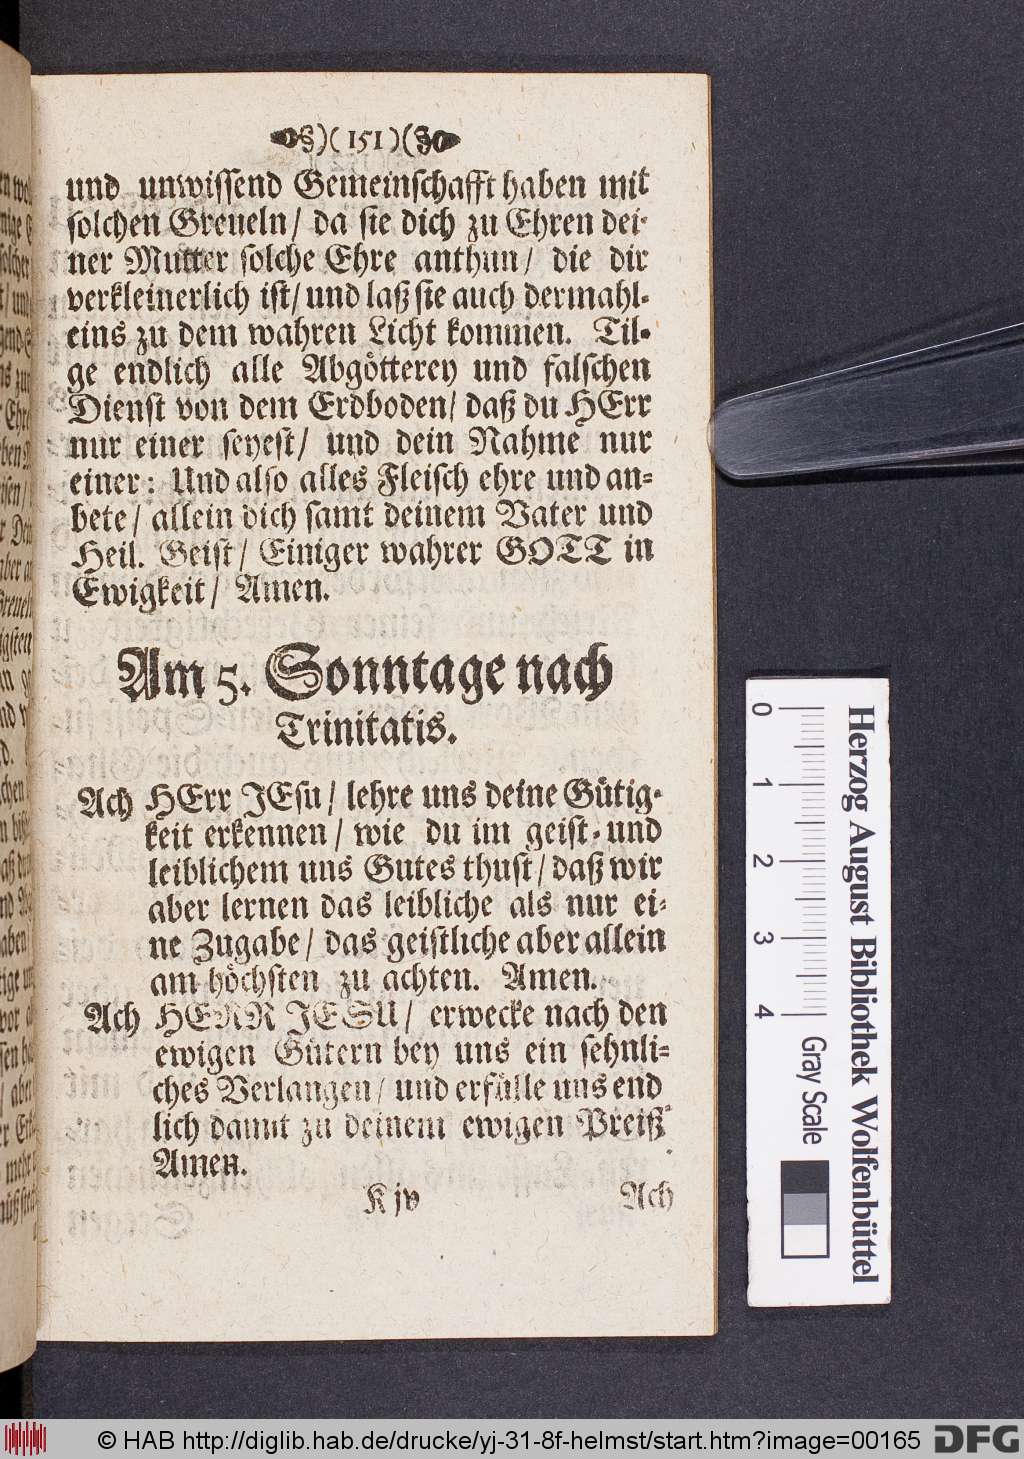 )( 151 )(
und unwissend Gemeinschafft haben mit
solchen Greueln/ da sie dich zu Ehren dei-
ner Mutter solche Ehre anthun/ die dir
verkleinerlich ist/ und laß sie auch dermahl-
eins zu dem wahren Licht kommen. Til-
ge endlich alle Abgötterey und falschen
Dienst von dem Erdboden/ daß du HErr
nur einer seyest/ und dein Nahme nur
einer: Und also alles Fleisch ehre und an-
bete/ allein dich samt deinem Vater und
Heil. Geist/ Einiger wahrer GOTT in
Ewigkeit/ Amen.
Am 5. Sonntage nach
Trinitatis.
Ach HErr JEsu/ lehre uns deine Gütig-
keit erkennen/ wie du im geist- und
leiblichem uns Gutes thust/ daß wir
aber lernen das leibliche als nur ei-
ne Zugabe/ das geistliche aber allein
am höchsten zu achten. Amen.
Ach HERR JESU/ erwecke nach den
ewigen Gütern bey uns ein sehnli-
ches Verlangen/ und erfülle uns end
lich damit zu deinem ewigen Preiß
Amen.
K jv Ach
0 1 2 3 4
Gray Scale
Herzog August Bibliothek Wolfenbüttel
© HAB http://diglib.hab.de/drucke/yj-31-8f-helmst/start.htm?image=00165 DFG